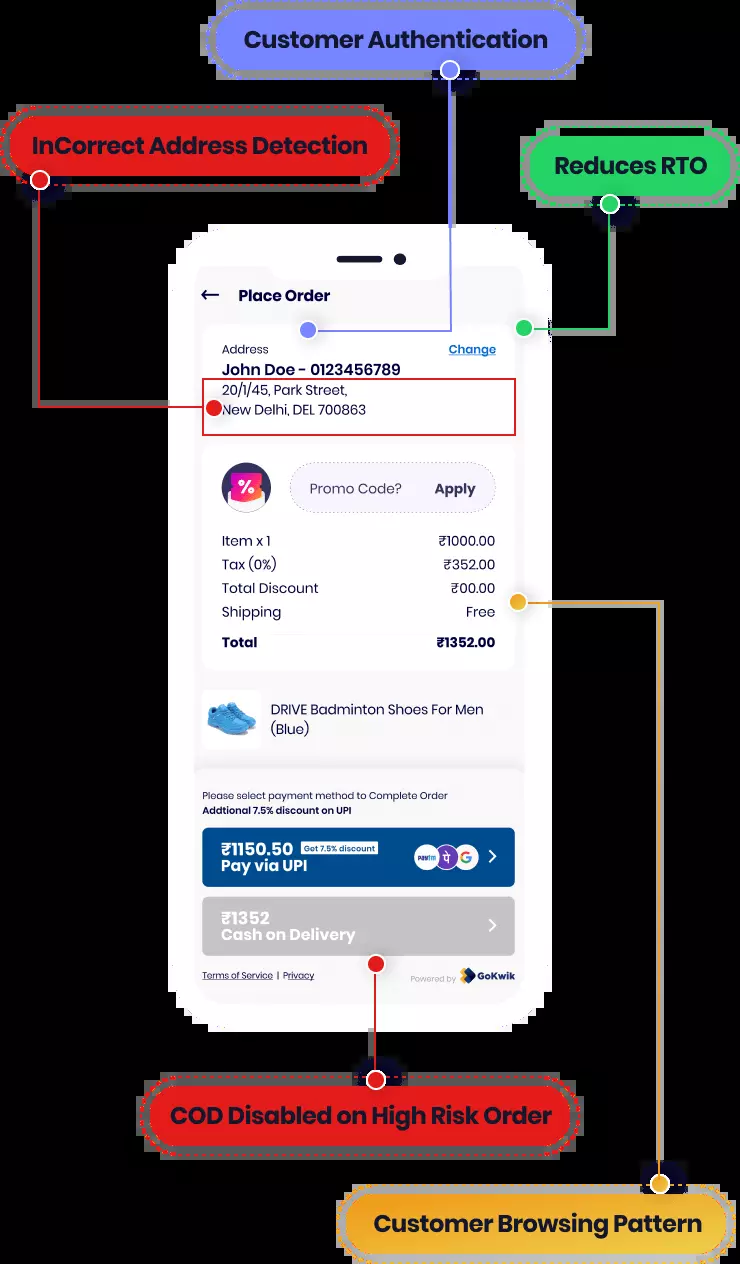 Customer Authentication
InCorrect Address Detection
Reduces RTO
Place Order
Address
Change
John Doe - 0123456789
20/1/45, Park Street,
New Delhi, DEL 700863
%
Promo Code? Apply
Item x 1 ₹1000.00
Tax (0%) ₹352.00
Total Discount ₹00.00
Shipping Free
Total ₹1352.00
DRIVE Badminton Shoes For Men
(Blue)
Please select payment method to Complete Order
Addtional 7.5% discount on UPI
₹1150.50 Get 7.5% discount
Pay via UPI
Paytm पे G
₹1352
Cash on Delivery
Terms of Service | Privacy
Powered by GoKwik
COD Disabled on High Risk Order
Customer Browsing Pattern